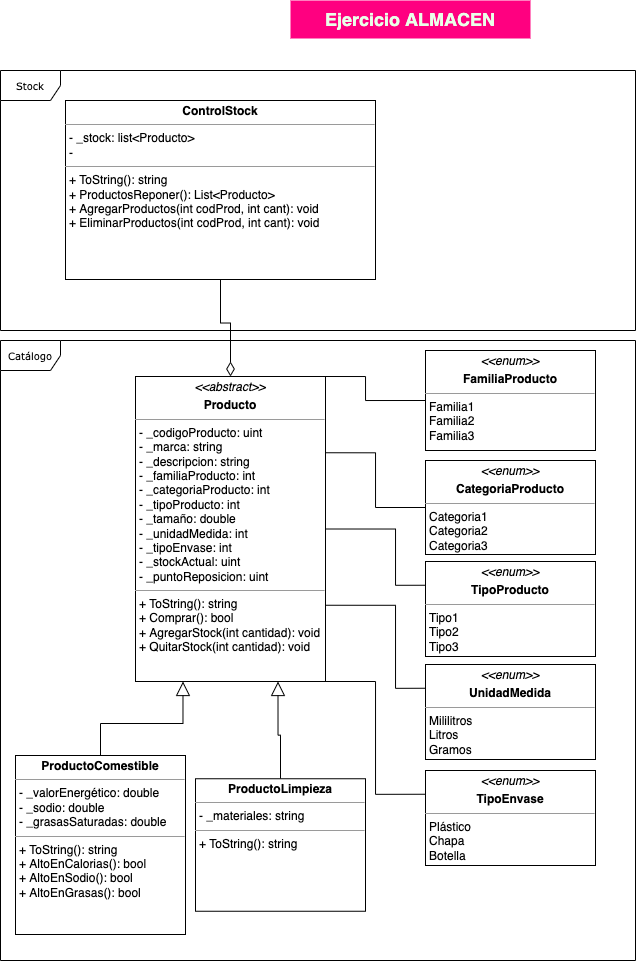 Ejercicio ALMACEN
Stock
ControlStock
- _stock: list<Producto>
-
+ ToString(): string
+ ProductosReponer(): List<Producto>
+ AgregarProductos(int codProd, int cant): void
+ EliminarProductos(int codProd, int cant): void
Catálogo
<<abstract>>
Producto
- _codigoProducto: uint
- _marca: string
- _descripcion: string
- _familiaProducto: int
- _categoriaProducto: int
- _tipoProducto: int
- _tamaño: double
- _unidadMedida: int
- _tipoEnvase: int
- _stockActual: uint
- _puntoReposicion: uint
+ ToString(): string
+ Comprar(): bool
+ AgregarStock(int cantidad): void
+ QuitarStock(int cantidad): void
<<enum>>
FamiliaProducto
Familia1
Familia2
Familia3
<<enum>>
CategoriaProducto
Categoria1
Categoria2
Categoria3
<<enum>>
TipoProducto
Tipo1
Tipo2
Tipo3
<<enum>>
UnidadMedida
Mililitros
Litros
Gramos
<<enum>>
TipoEnvase
Plástico
Chapa
Botella
ProductoComestible
- _valorEnergético: double
- _sodio: double
- _grasasSaturadas: double
+ ToString(): string
+ AltoEnCalorias(): bool
+ AltoEnSodio(): bool
+ AltoEnGrasas(): bool
ProductoLimpieza
- _materiales: string
+ ToString(): string